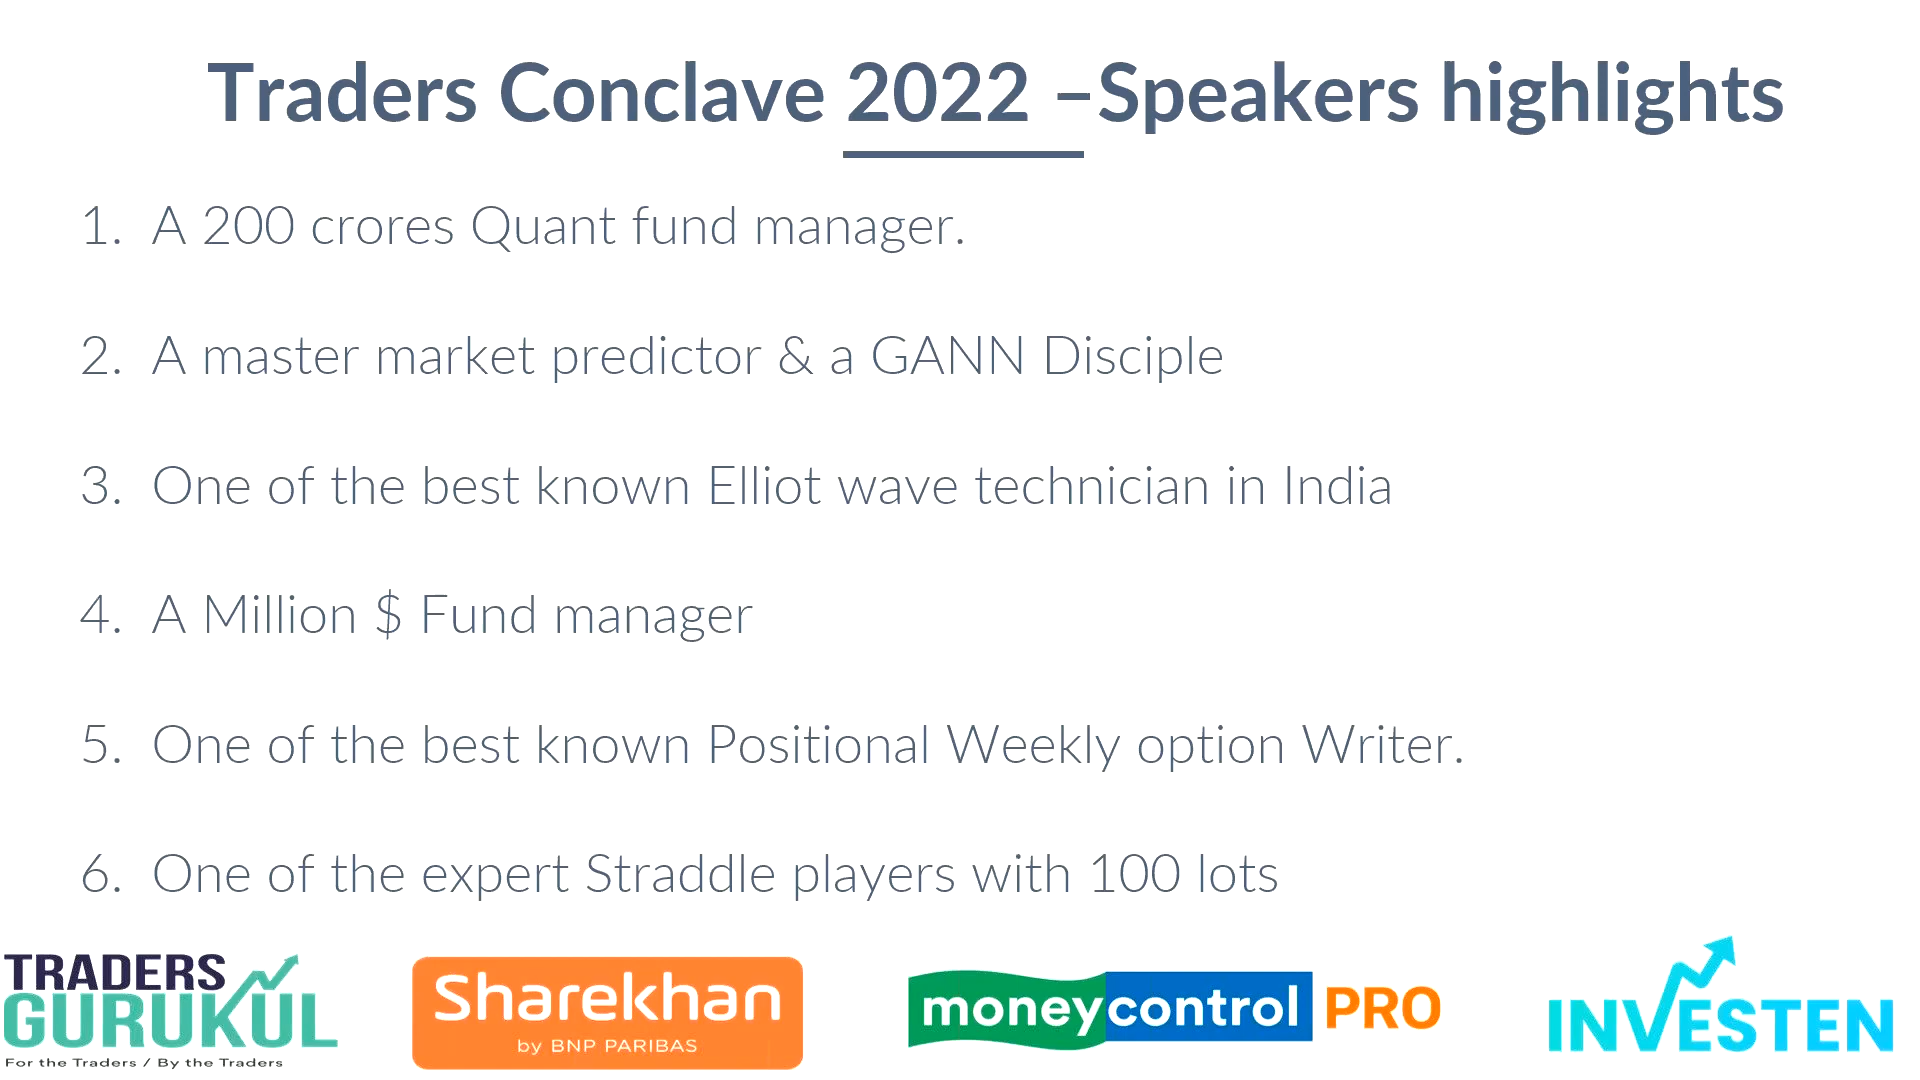 Traders Conclave 2022 –Speakers highlights
1. A 200 crores Quant fund manager.
2. A master market predictor & a GANN Disciple
3. One of the best known Elliot wave technician in India
4. A Million $ Fund manager
5. One of the best known Positional Weekly option Writer.
6. One of the expert Straddle players with 100 lots
TRADERS
GURUKUL
For the Traders / By the Traders
Sharekhan
by BNP PARIBAS
moneycontrol PRO
INVESTEN